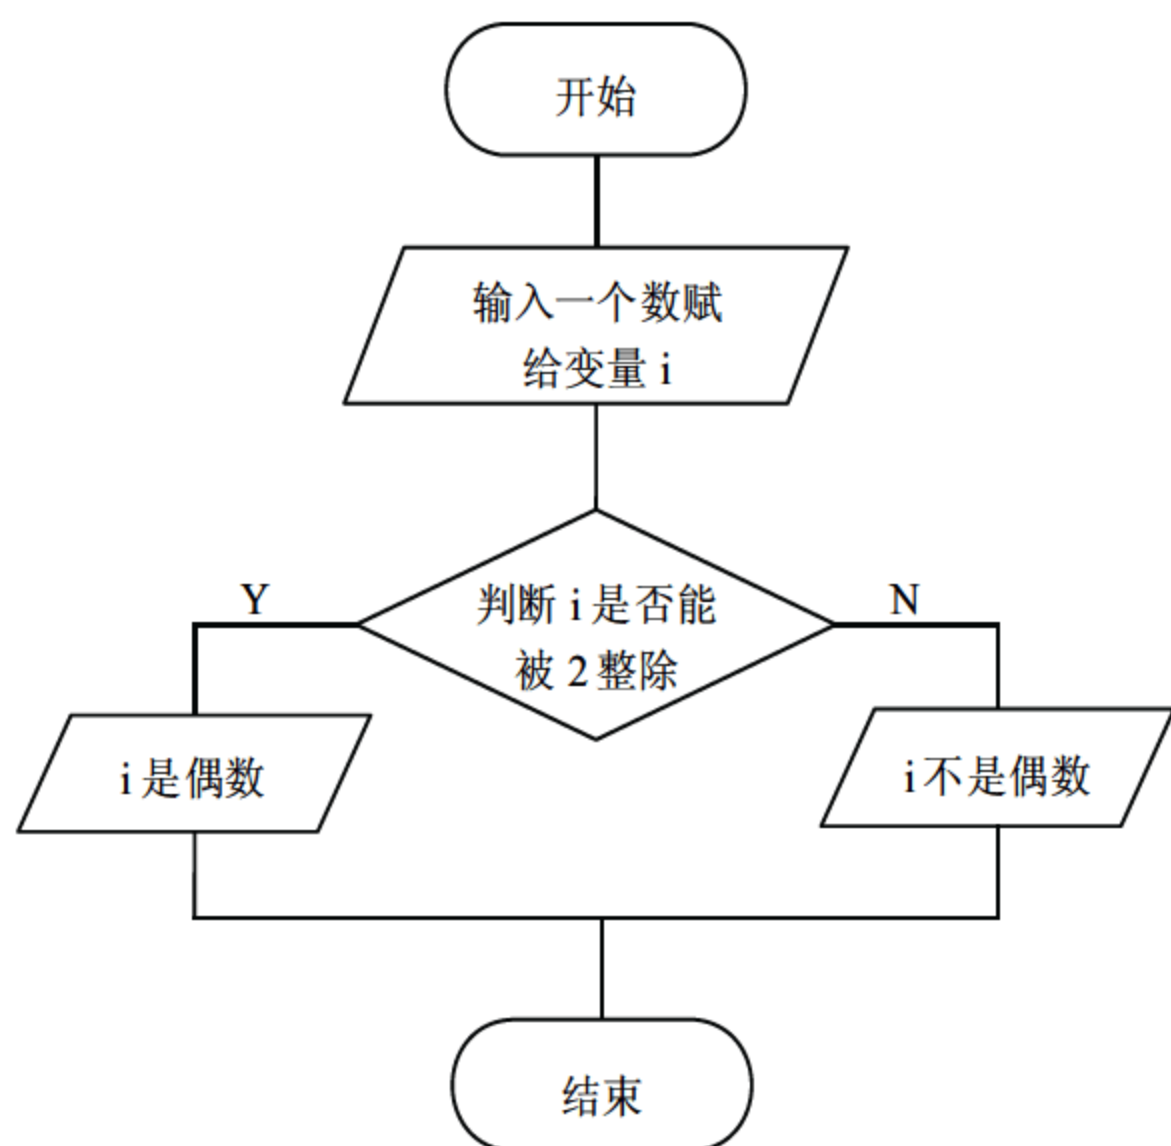 开始
输入一个数赋
给变量 i
Y
判断 i 是否能
被 2 整除
N
i 是偶数
i 不是偶数
结束